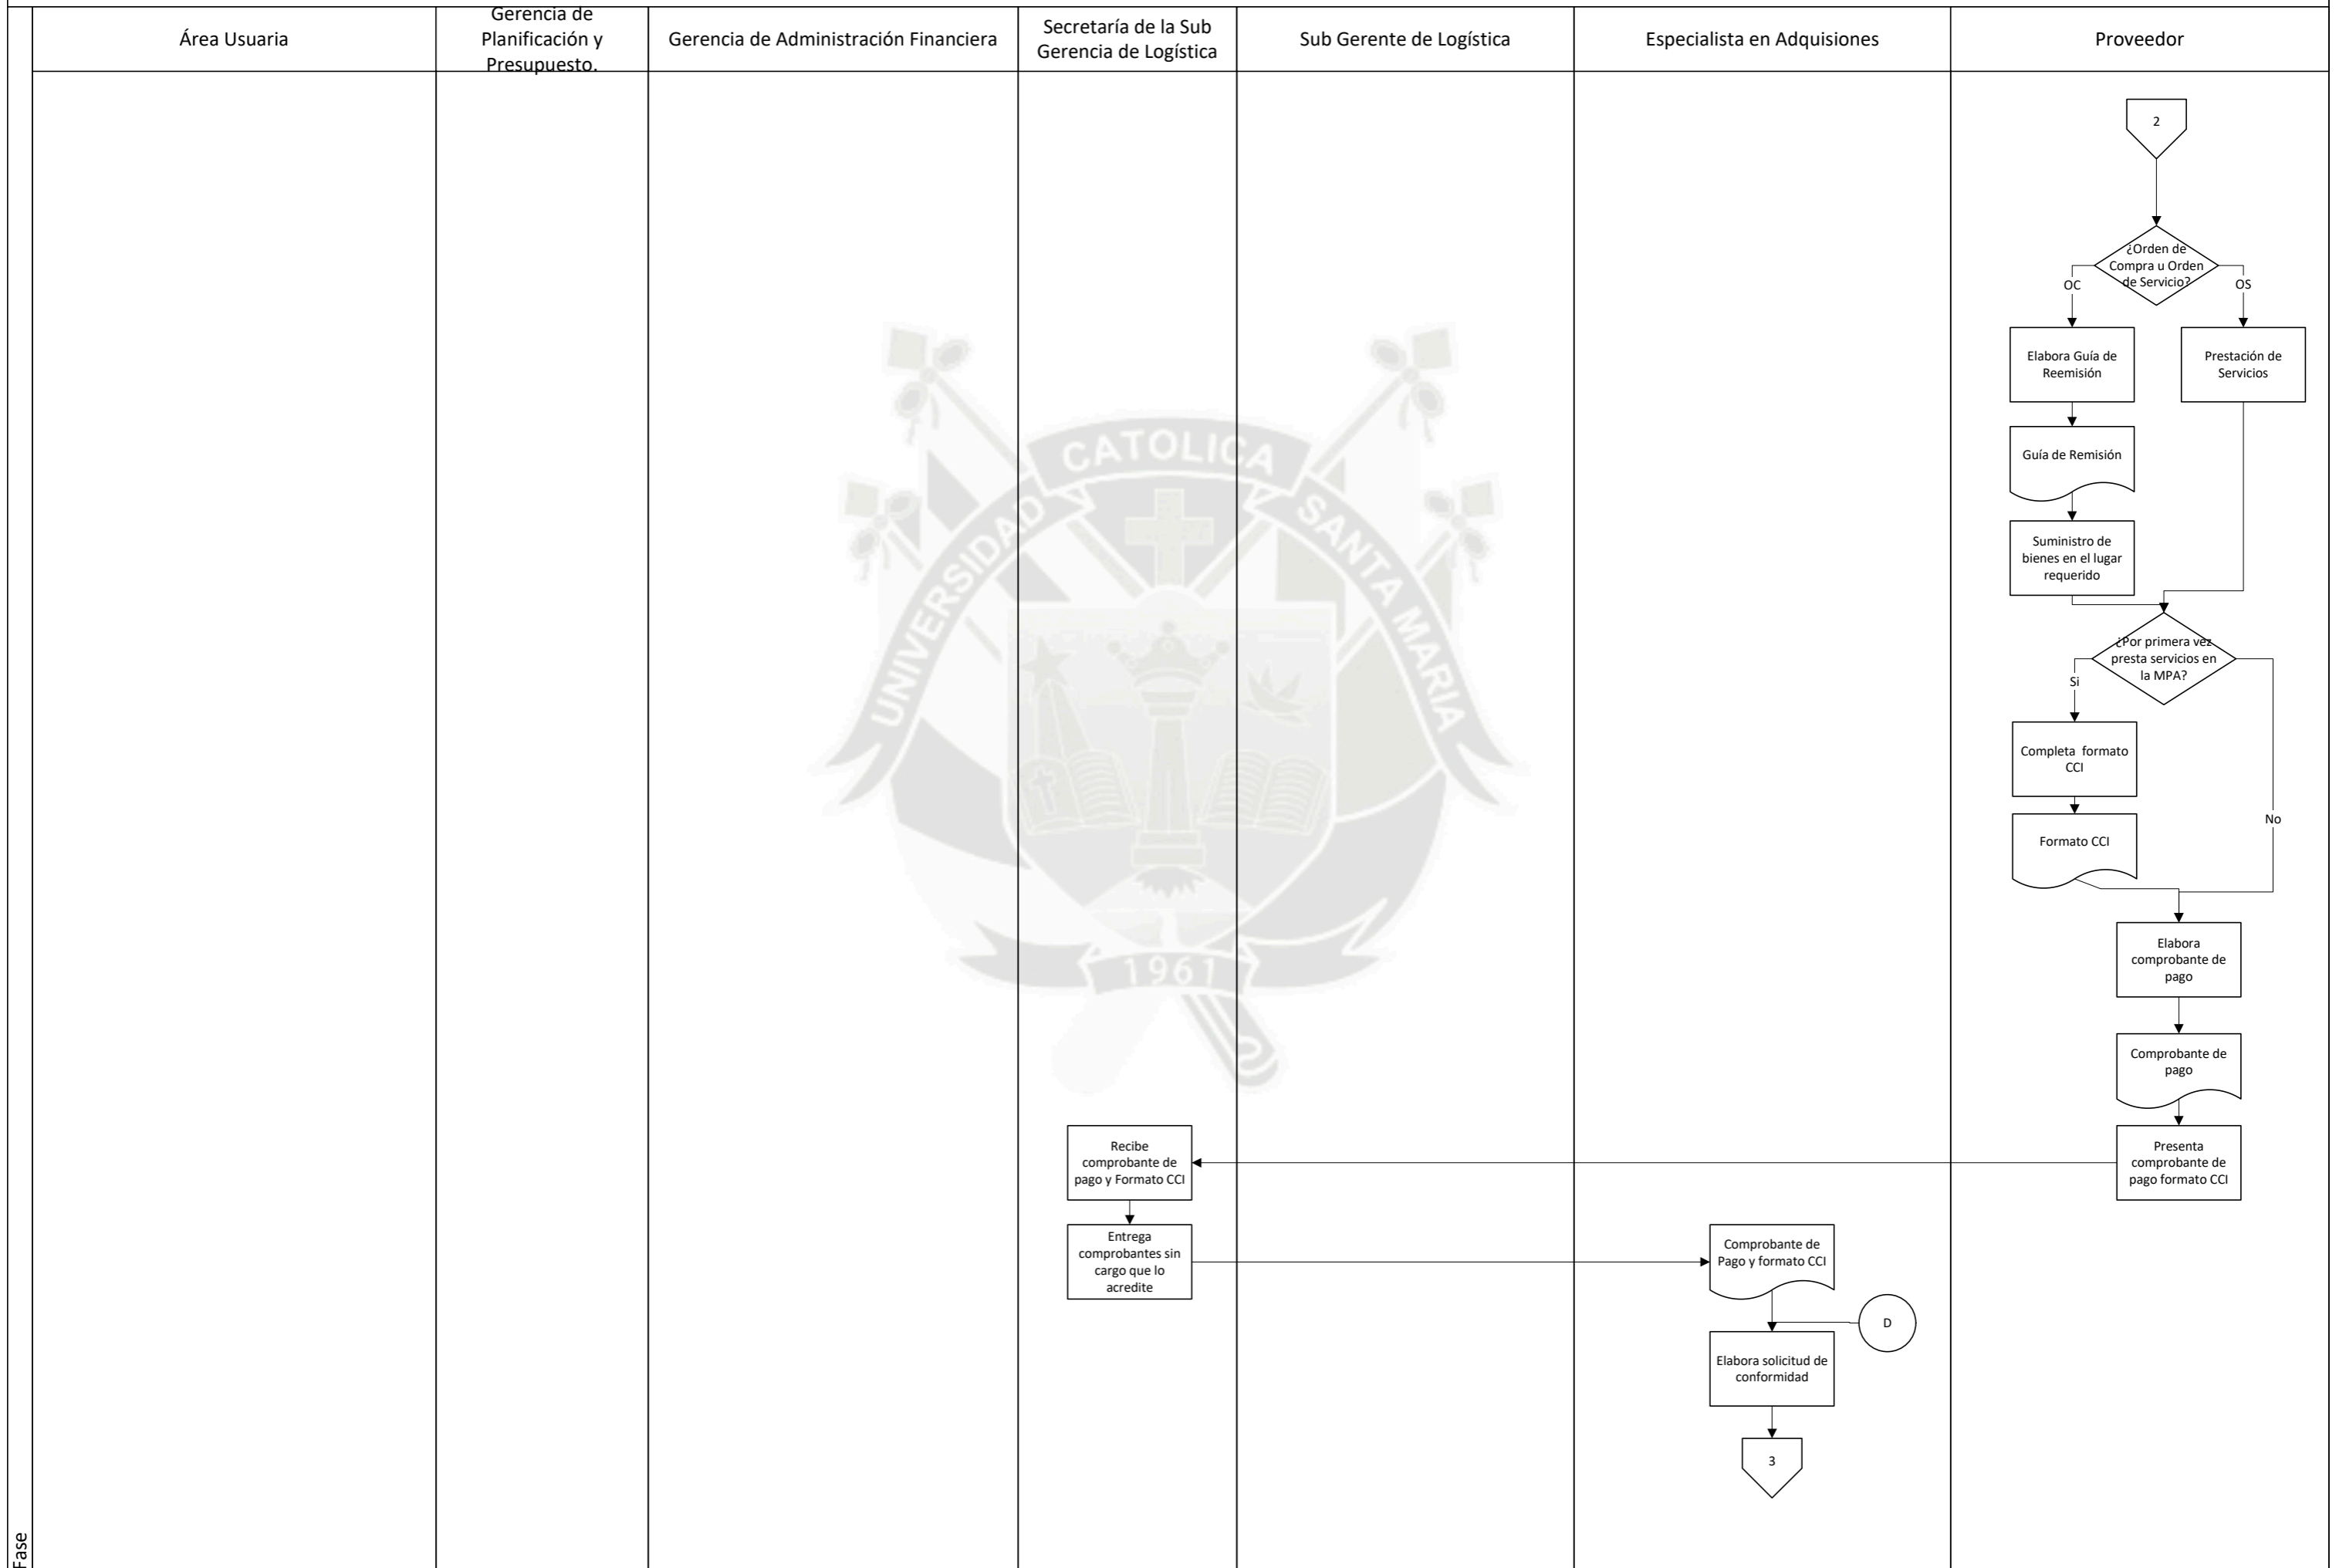 Gerencia de
Planificación y
Presupuesto.
Área Usuaria
Gerencia de Administración Financiera
Secretaría de la Sub
Gerencia de Logística
Sub Gerente de Logística
Especialista en Adquisiones
Proveedor
2
¿Orden de
Compra u Orden
de Servicio?
OC
OS
Elabora Guía de
Reemisión
Prestación de
Servicios
Guía de Remisión
Suministro de
bienes en el lugar
requerido
¿Por primera vez
presta servicios en
la MPA?
Si
No
Completa formato
CCI
Formato CCI
Elabora
comprobante de
pago
Comprobante de
pago
Presenta
comprobante de
pago formato CCI
Recibe
comprobante de
pago y Formato CCI
Entrega
comprobantes sin
cargo que lo
acredite
Comprobante de
Pago y formato CCI
D
Elabora solicitud de
conformidad
3
Fase
UNIVERSIDAD
CATOLICA
SANTA MARIA
1961